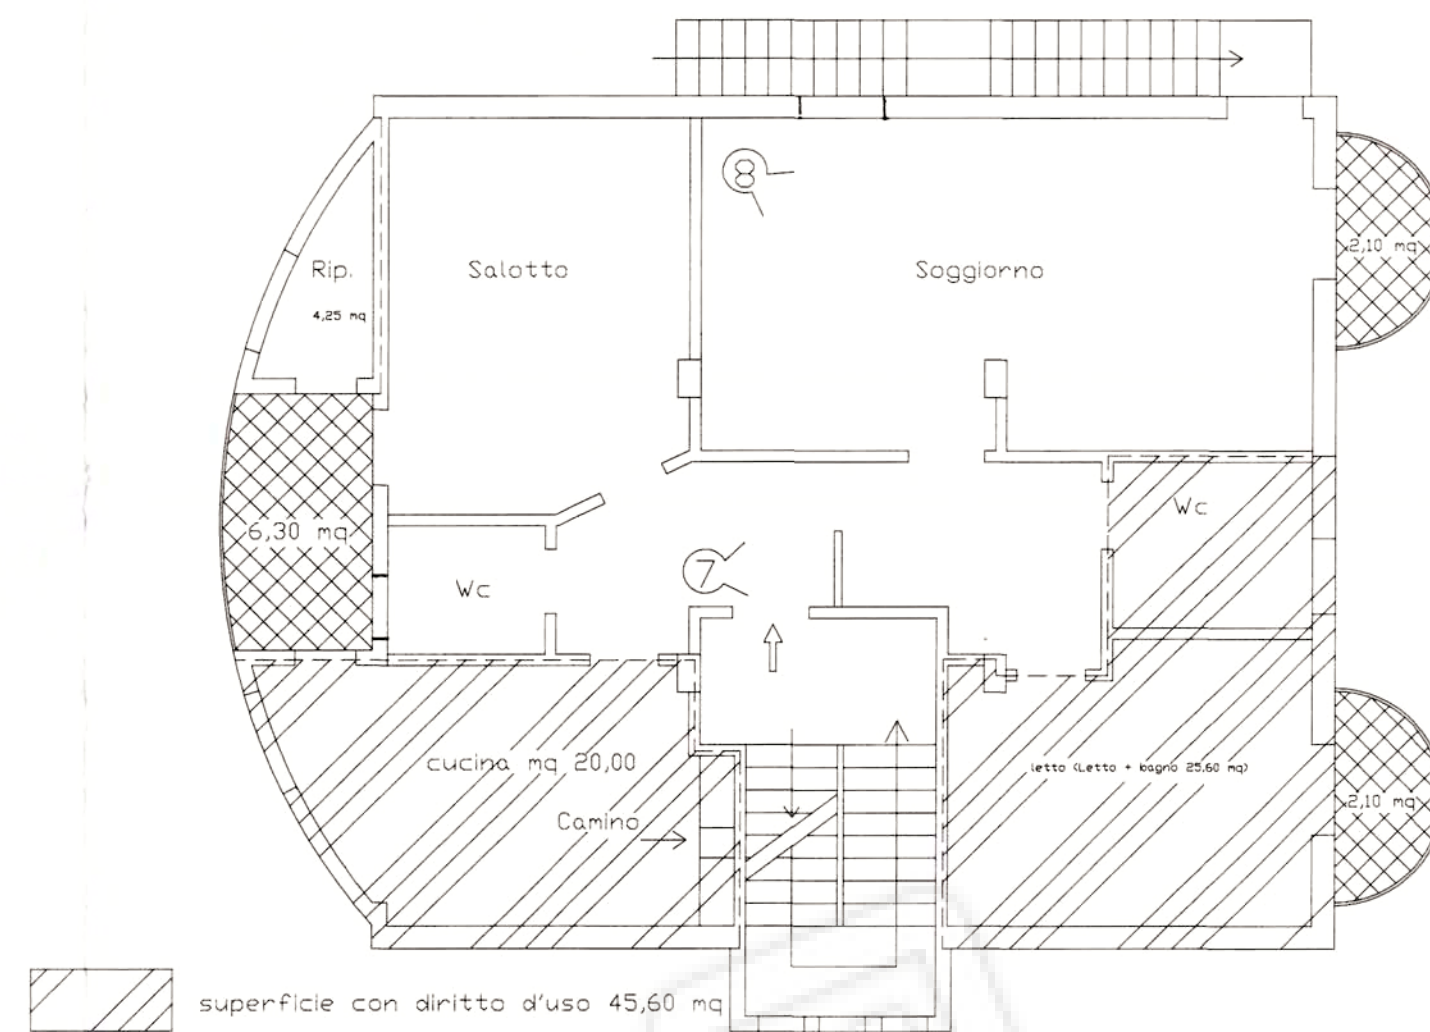 8
2,10 mq
Rip.
Salotto
Soggiorno
4,25 mq
Wc
6,30 mq
7
Wc
cucina mq 20,00
letto (Letto + bagno 25,60 mq)
2,10 mq
Camino
superficie con diritto d'uso 45,60 mq